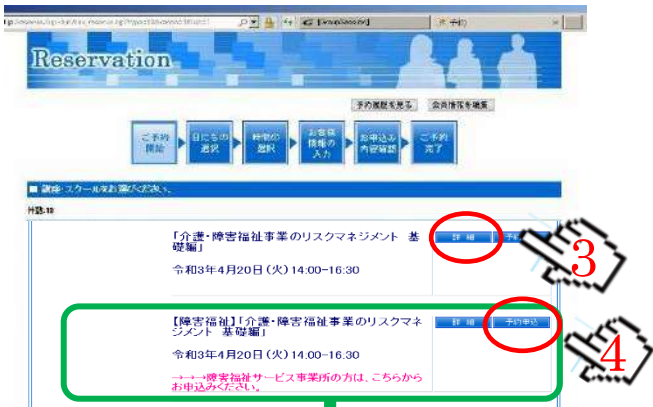 Reservation
予約履歴を見る 会員情報を編集
ご予約
開始
日にちの
選択
時間の
選択
お客様
情報の
入力
お申込み
内容確認
ご予約
完了
■ 講座・スクールをお選びください。
件数:10
「介護・障害福祉事業のリスクマネジメント 基
礎編」
詳 細
令和3年4月20日(火)14:00-16:30
3
【障害福祉】「介護・障害福祉事業のリスクマネ
ジメント 基礎編」
詳 細 予約申込
令和3年4月20日(火)14:00-16:30
→→→障害福祉サービス事業所の方は、こちらから
お申込みください。
4